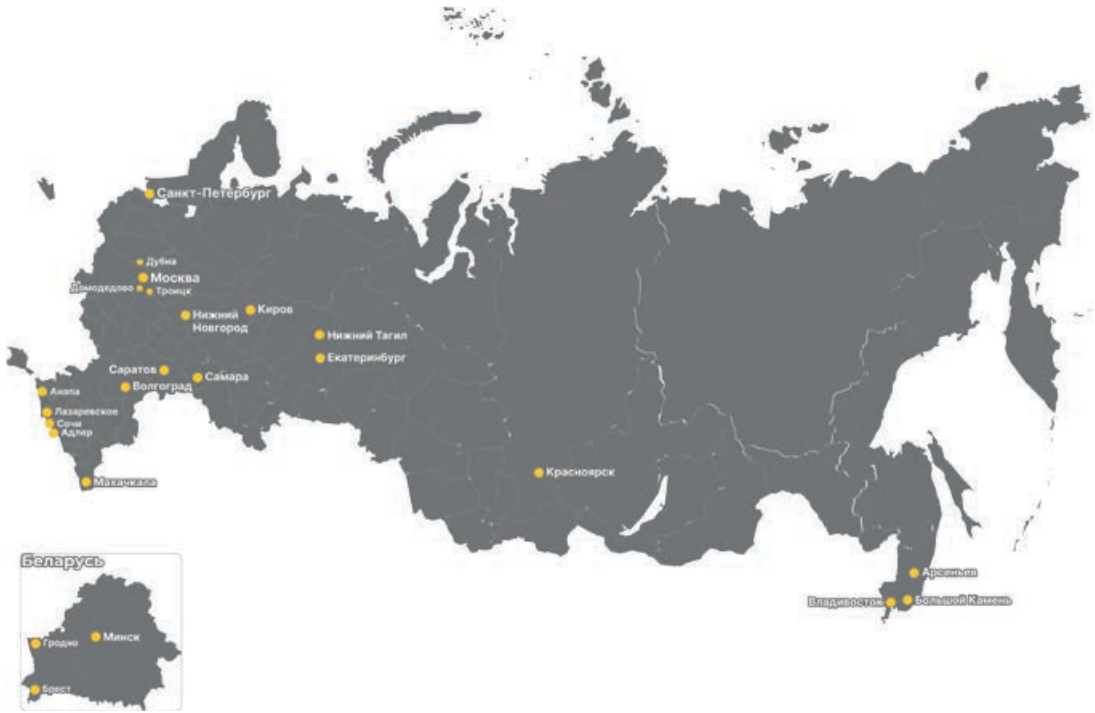 Санкт-Петербург
Дубна
Москва
Домодедово
Троицк
Киров
Нижний
Новгород
Нижний Тагил
Екатеринбург
Саратов
Самара
Волгоград
Анапа
Лазаревское
Сочи
Адлер
Красноярск
Махачкала
Беларусь
Арсеньев
Владивосток
Большой Камень
Минск
Гродно
Брест